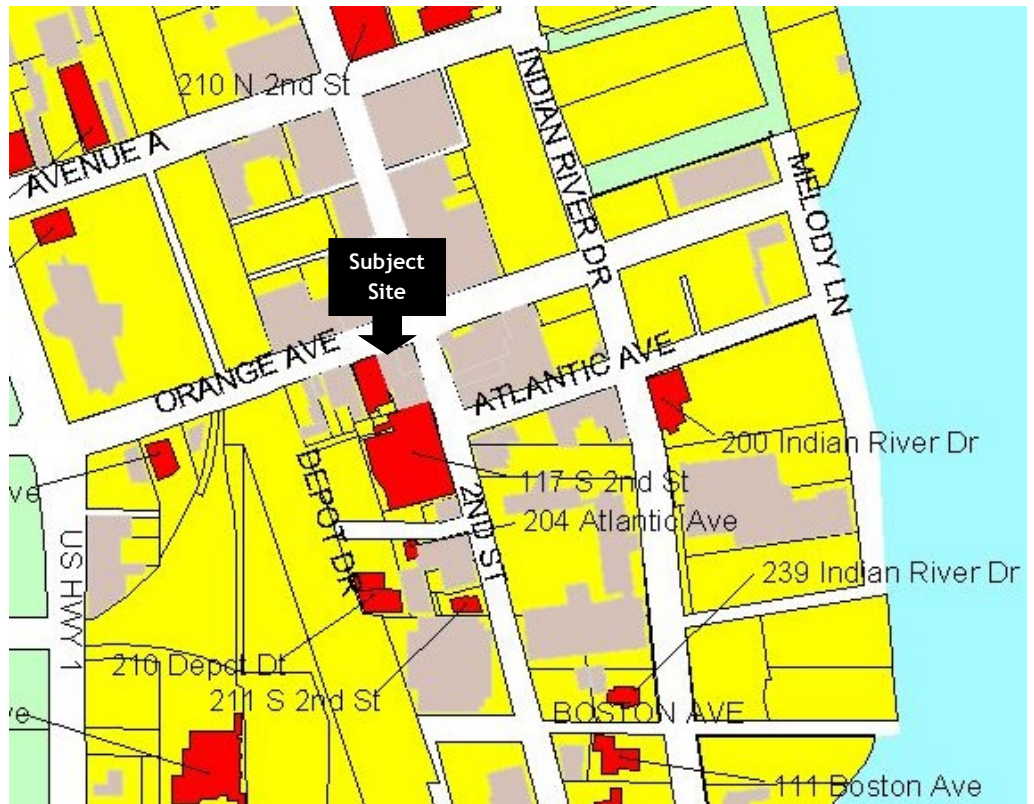 210 N. 2nd St
INDIAN RIVER DR
AVENUE A
MELODY LN
Subject
Site
ORANGE AVE
ATLANTIC AVE
200 Indian River Dr
ve
DEPOT DR
117 S 2nd St
2ND ST
204 Atlantic Ave
US HWY 1
239 Indian River Dr
210 Depot Dt
211 S 2nd St
ve
BOSTON AVE
111 Boston Ave